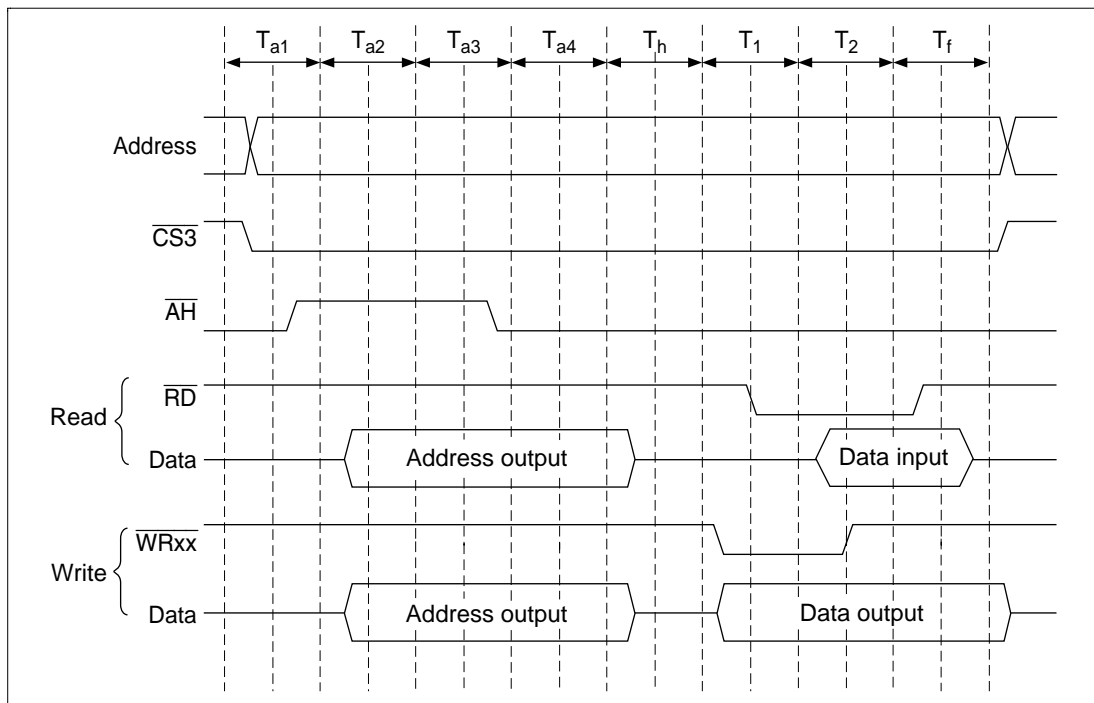 Ta1 Ta2 Ta3 Ta4 Th T1 T2 Tf
Address
CS3
AH
Read
RD
Data Address output Data input
Write
WRxx
Data Address output Data output